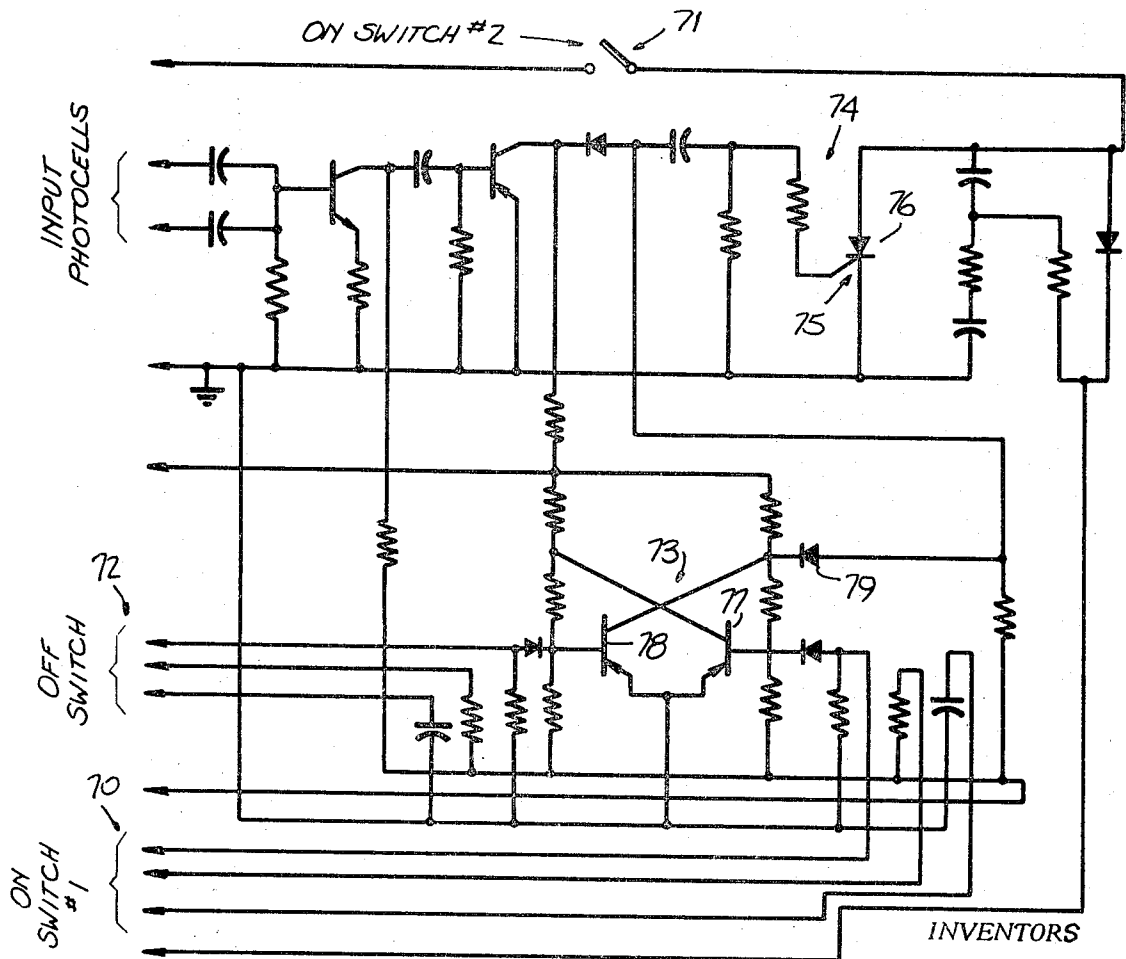 ON SWITCH #2
71
INPUT
PHOTOCELLS
74
76
75
72
OFF
SWITCH
73
77
78
79
70
ON
SWITCH
#1
INVENTORS